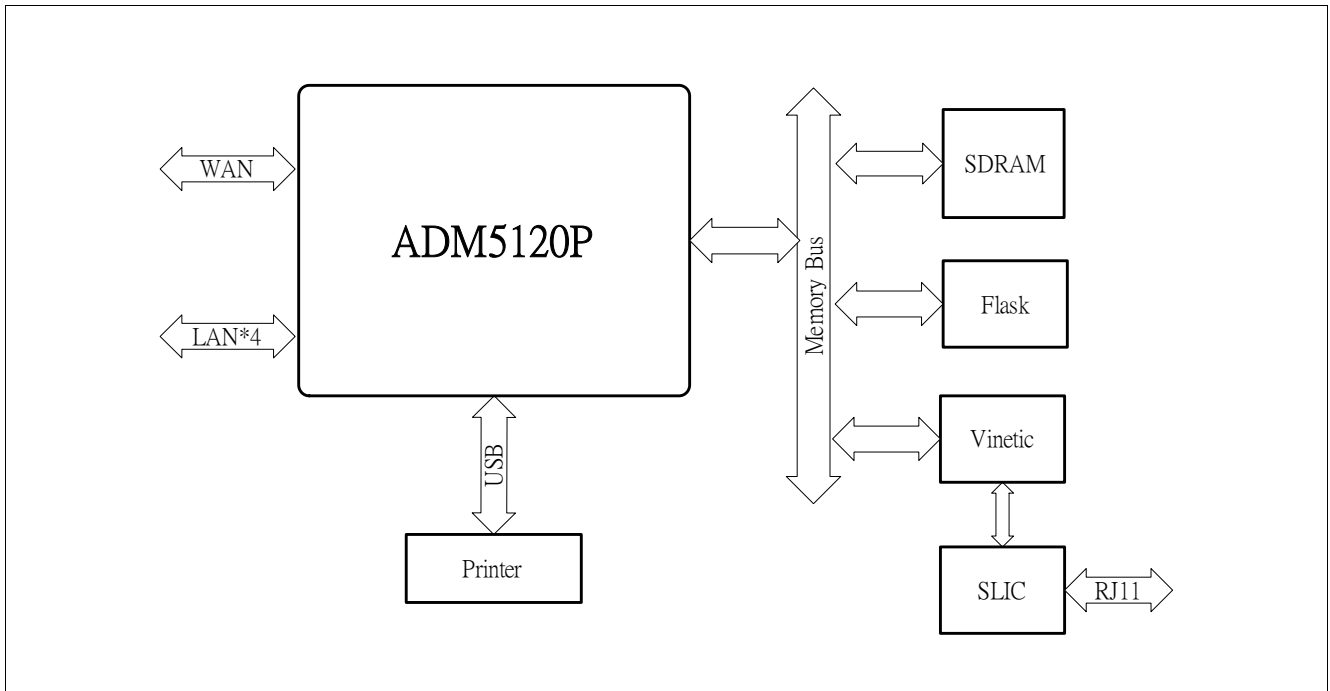 WAN
SDRAM
ADM5120P
Memory Bus
Flask
LAN*4
Vinetic
USB
Printer
SLIC
RJ11